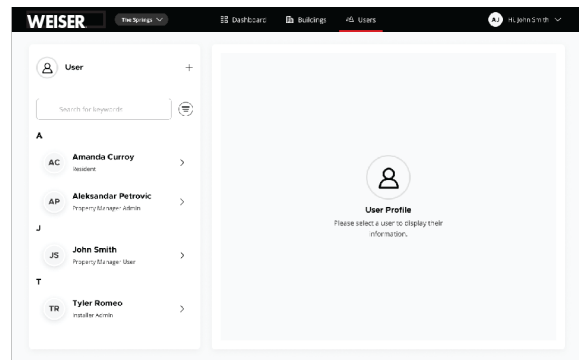 WEISER The Springs Dashboard Buildings Users AJ Hi, John Smith
User
Search for keywords
A
AC Amanda Curroy
Resident
AP Aleksandar Petrovic
Property Manager Admin
J
JS John Smith
Property Manager User
T
TR Tyler Romeo
Installer Admin
User Profile
Please select a user to display their
information.